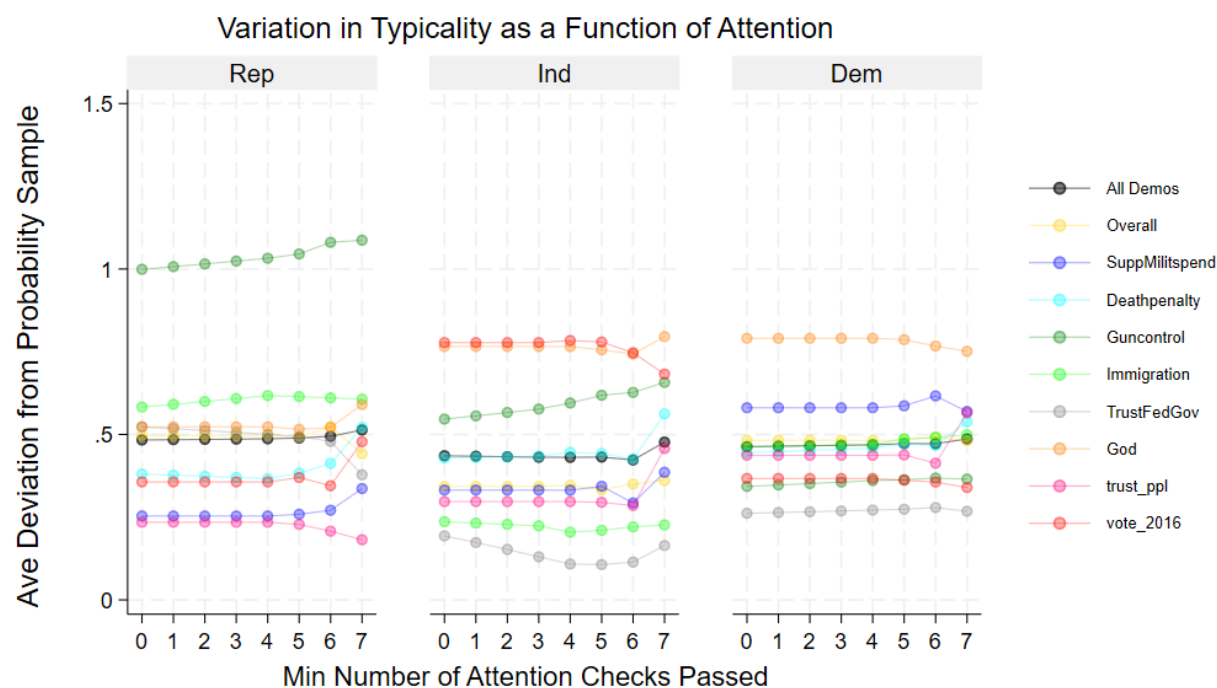 Variation in Typicality as a Function of Attention
Rep
Ind
Dem
Ave Deviation from Probability Sample
1.5
1
.5
0
0 1 2 3 4 5 6 7
0 1 2 3 4 5 6 7
0 1 2 3 4 5 6 7
Min Number of Attention Checks Passed
All Demos
Overall
SuppMilitspend
Deathpenalty
Guncontrol
Immigration
TrustFedGov
God
trust_ppl
vote_2016